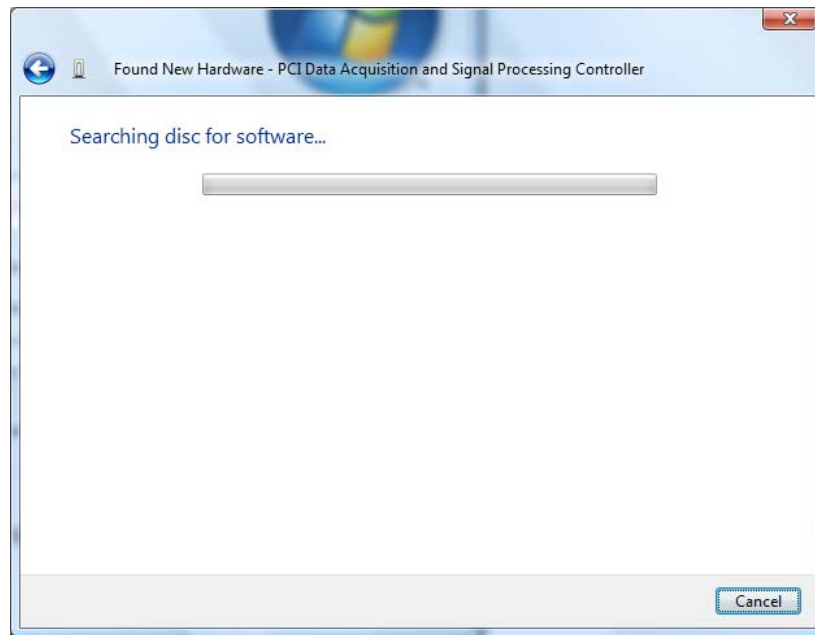 Found New Hardware - PCI Data Acquisition and Signal Processing Controller
Searching disc for software...
Cancel